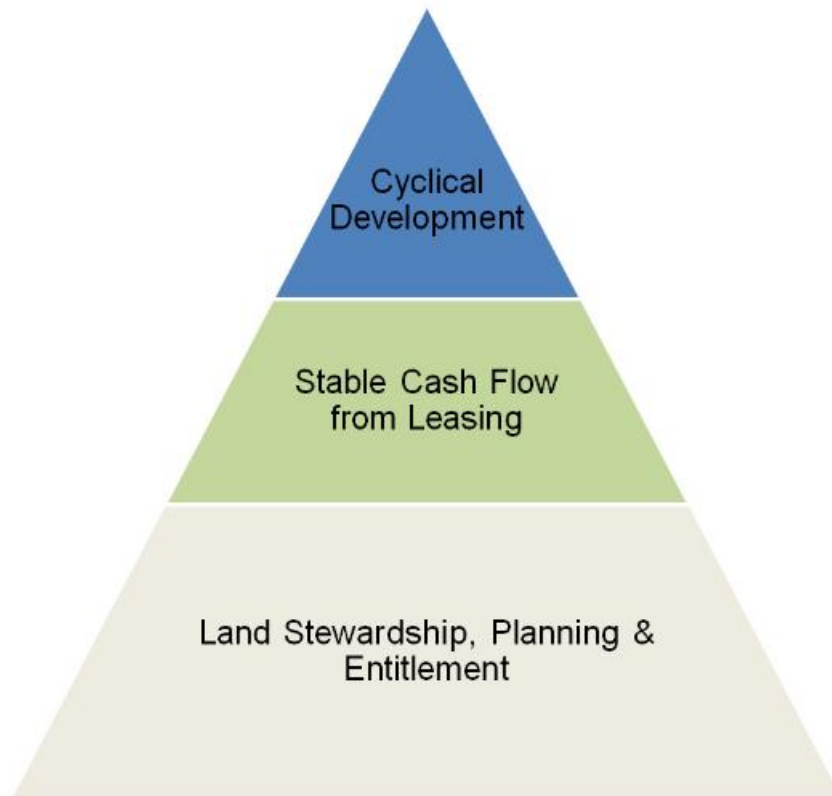 Cyclical
Development
Stable Cash Flow
from Leasing
Land Stewardship, Planning &
Entitlement